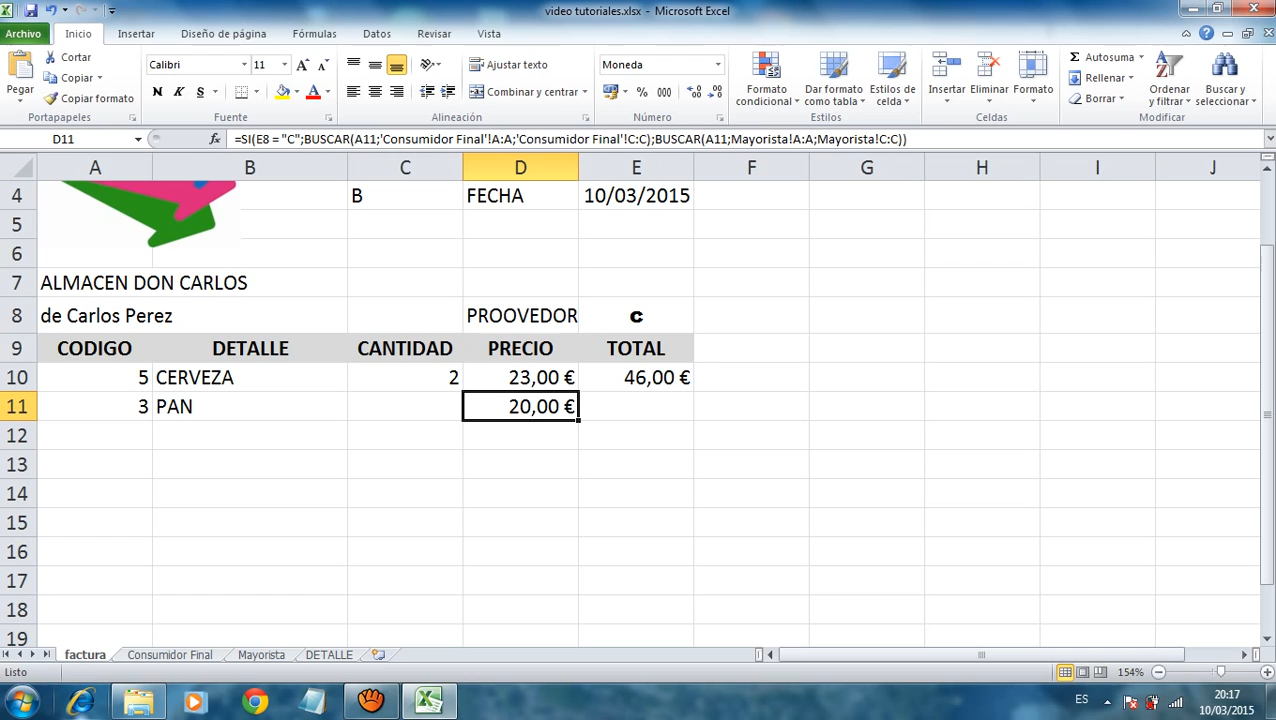 video tutoriales.xlsx - Microsoft Excel
Archivo Inicio Insertar Diseño de página Fórmulas Datos Revisar Vista
Pegar
Cortar
Copiar
Copiar formato
Portapapeles
Calibri 11
N K S
Fuente
Ajustar texto
Combinar y centrar
Alineación
Moneda
% 000
Número
Formato condicional
Dar formato como tabla
Estilos de celda
Estilos
Insertar Eliminar Formato
Celdas
Autosuma
Rellenar
Borrar
Ordenar y filtrar
Buscar y seleccionar
Modificar
D11 fx =SI(E8 = "C";BUSCAR(A11;'Consumidor Final'!A:A;'Consumidor Final'!C:C);BUSCAR(A11;Mayorista!A:A;Mayorista!C:C))
A B C D E F G H I J
4 B FECHA 10/03/2015
5
6
7 ALMACEN DON CARLOS
8 de Carlos Perez PROOVEDOR C
9 CODIGO DETALLE CANTIDAD PRECIO TOTAL
10 5 CERVEZA 2 23,00 € 46,00 €
11 3 PAN 20,00 €
12
13
14
15
16
17
18
19
factura Consumidor Final Mayorista DETALLE
Listo 154%
ES 20:17
10/03/2015